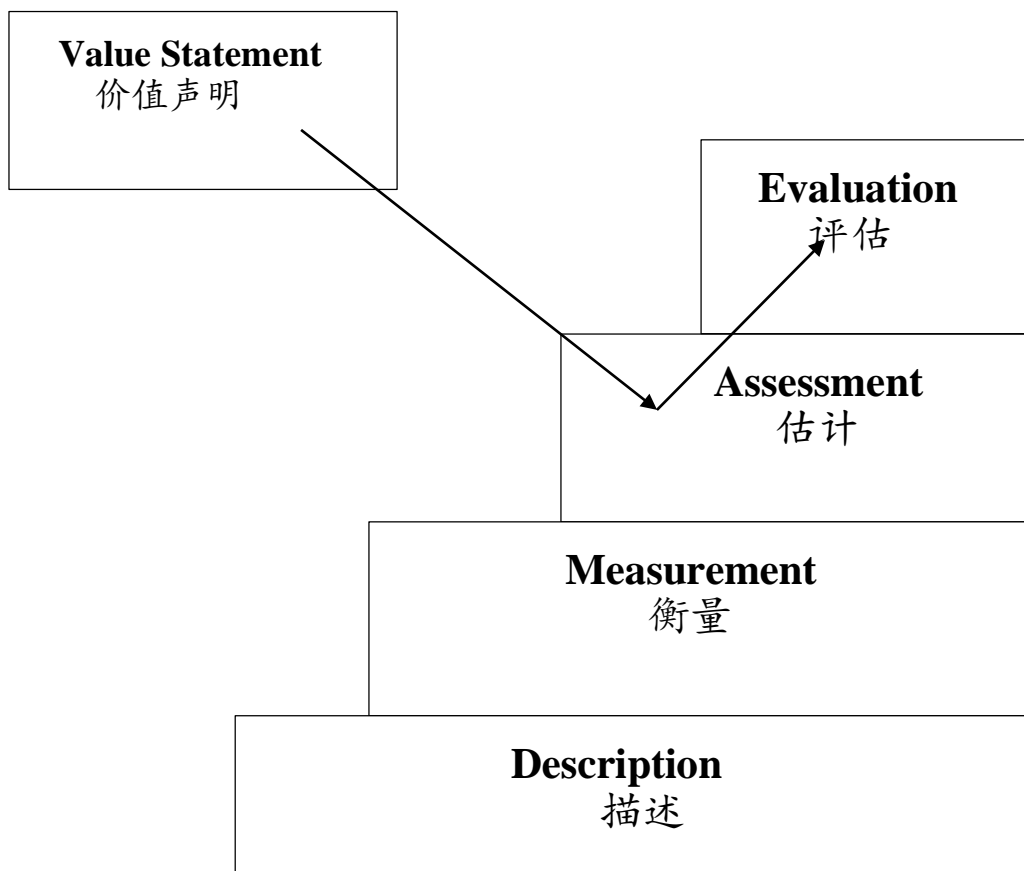 Value Statement
价值声明
Evaluation
评估
Assessment
估计
Measurement
衡量
Description
描述